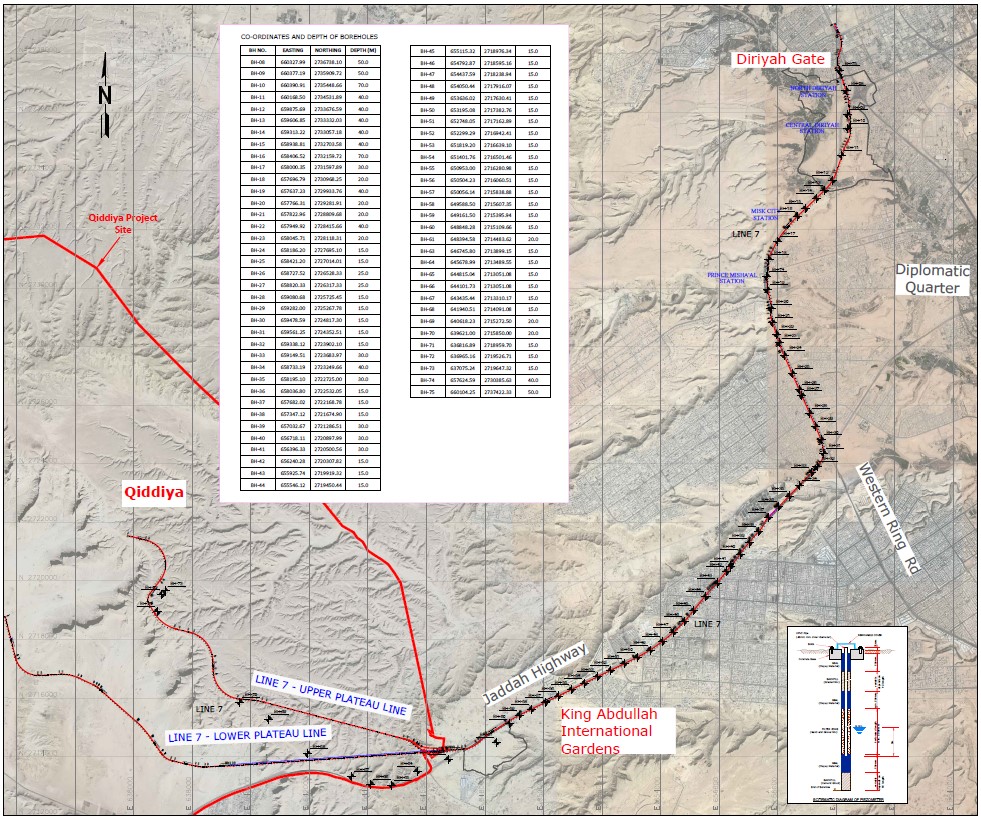 CO-ORDINATES AND DEPTH OF BOREHOLES
BH NO. EASTING NORTHING DEPTH (M)
BH-08 660327.99 2736738.10 50.0
BH-09 660377.19 2735909.72 50.0
BH-10 660390.91 2735448.66 70.0
BH-11 660168.50 2734531.89 40.0
BH-12 659875.69 2733676.59 40.0
BH-13 659606.85 2733332.03 40.0
BH-14 659313.22 2733057.18 40.0
BH-15 658938.81 2732703.58 40.0
BH-16 658406.52 2732159.72 70.0
BH-17 658000.35 2731597.89 30.0
BH-18 657696.79 2730968.25 20.0
BH-19 657637.23 2729933.76 40.0
BH-20 657766.31 2729281.91 20.0
BH-21 657822.96 2728809.68 20.0
BH-22 657949.92 2728415.66 40.0
BH-23 658045.71 2728118.31 20.0
BH-24 658186.20 2727695.10 15.0
BH-25 658421.20 2727014.01 15.0
BH-26 658727.52 2726528.33 25.0
BH-27 658820.33 2726317.33 25.0
BH-28 659080.68 2725725.45 15.0
BH-29 659282.00 2725267.78 15.0
BH-30 659478.59 2724817.30 15.0
BH-31 659561.25 2724352.51 15.0
BH-32 659338.12 2723902.10 15.0
BH-33 659149.51 2723683.97 30.0
BH-34 658733.19 2723249.66 40.0
BH-35 658195.10 2722725.00 30.0
BH-36 658036.80 2722532.05 15.0
BH-37 657682.02 2722168.78 15.0
BH-38 657347.12 2721674.90 15.0
BH-39 657032.67 2721286.51 30.0
BH-40 656718.11 2720897.99 30.0
BH-41 656396.33 2720500.56 30.0
BH-42 656240.28 2720307.82 15.0
BH-43 655925.74 2719919.32 15.0
BH-44 655546.12 2719450.44 15.0
BH-45 655115.32 2718976.34 15.0
BH-46 654792.87 2718595.16 15.0
BH-47 654437.59 2718238.94 15.0
BH-48 654050.44 2717916.07 15.0
BH-49 653626.02 2717630.41 15.0
BH-50 653195.08 2717382.76 15.0
BH-51 652748.05 2717162.89 15.0
BH-52 652299.29 2716942.41 15.0
BH-53 651819.20 2716639.10 15.0
BH-54 651401.76 2716501.46 15.0
BH-55 650953.00 2716280.98 15.0
BH-56 650504.23 2716060.51 15.0
BH-57 650056.14 2715838.88 15.0
BH-58 649588.50 2715607.35 15.0
BH-59 649161.50 2715395.94 15.0
BH-60 648848.28 2715109.66 15.0
BH-61 648394.58 2714483.62 20.0
BH-63 646745.80 2713899.15 15.0
BH-64 645678.99 2713489.55 15.0
BH-65 644815.04 2713051.08 15.0
BH-66 644101.73 2713051.08 15.0
BH-67 643435.44 2713310.17 15.0
BH-68 641940.51 2714091.08 15.0
BH-69 640618.23 2715272.50 20.0
BH-70 639621.00 2715850.00 20.0
BH-71 636816.89 2718959.70 15.0
BH-72 636965.16 2719526.71 15.0
BH-73 637075.24 2719647.32 15.0
BH-74 657624.59 2730385.63 40.0
BH-75 660104.25 2737422.33 50.0
N
Diriyah Gate
NORTH DIRIYAH
STATION
CENTRAL DIRIYAH
STATION
MISK CITY
STATION
LINE 7
PRINCE MISHA'AL
STATION
Diplomatic
Quarter
Qiddiya Project
Site
Qiddiya
Western Ring Rd
LINE 7
Jaddah Highway
LINE 7 - UPPER PLATEAU LINE
LINE 7
LINE 7 - LOWER PLATEAU LINE
King Abdullah
International
Gardens
SCHEMATIC DIAGRAM OF PIEZOMETER